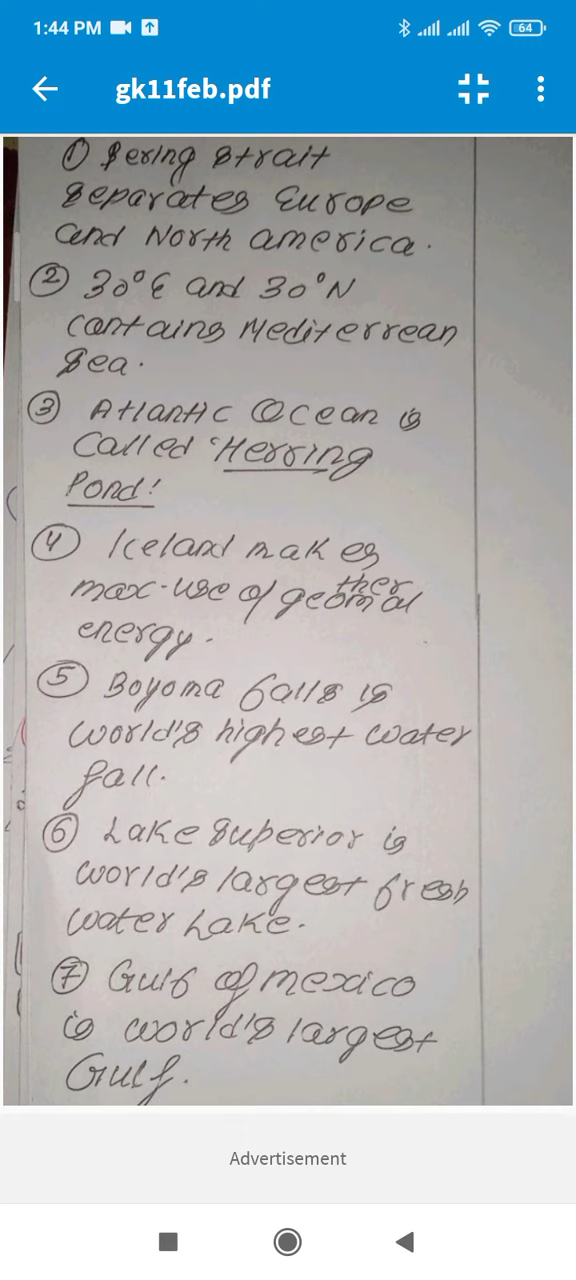 1:44 PM 64
gk11feb.pdf
① Bering Strait
Separates Europe
and North america.
② 30°E and 30°N
Contains Mediterrean
Sea.
③ Atlantic Ocean is
Called 'Herring
Pond!
④ Iceland makes
max-use of geothermal
energy.
⑤ Boyoma falls is
world's highest water
fall.
⑥ Lake Superior is
world's largest fresh
water Lake.
⑦ Gulf of mexico
is world's largest
Gulf.
Advertisement